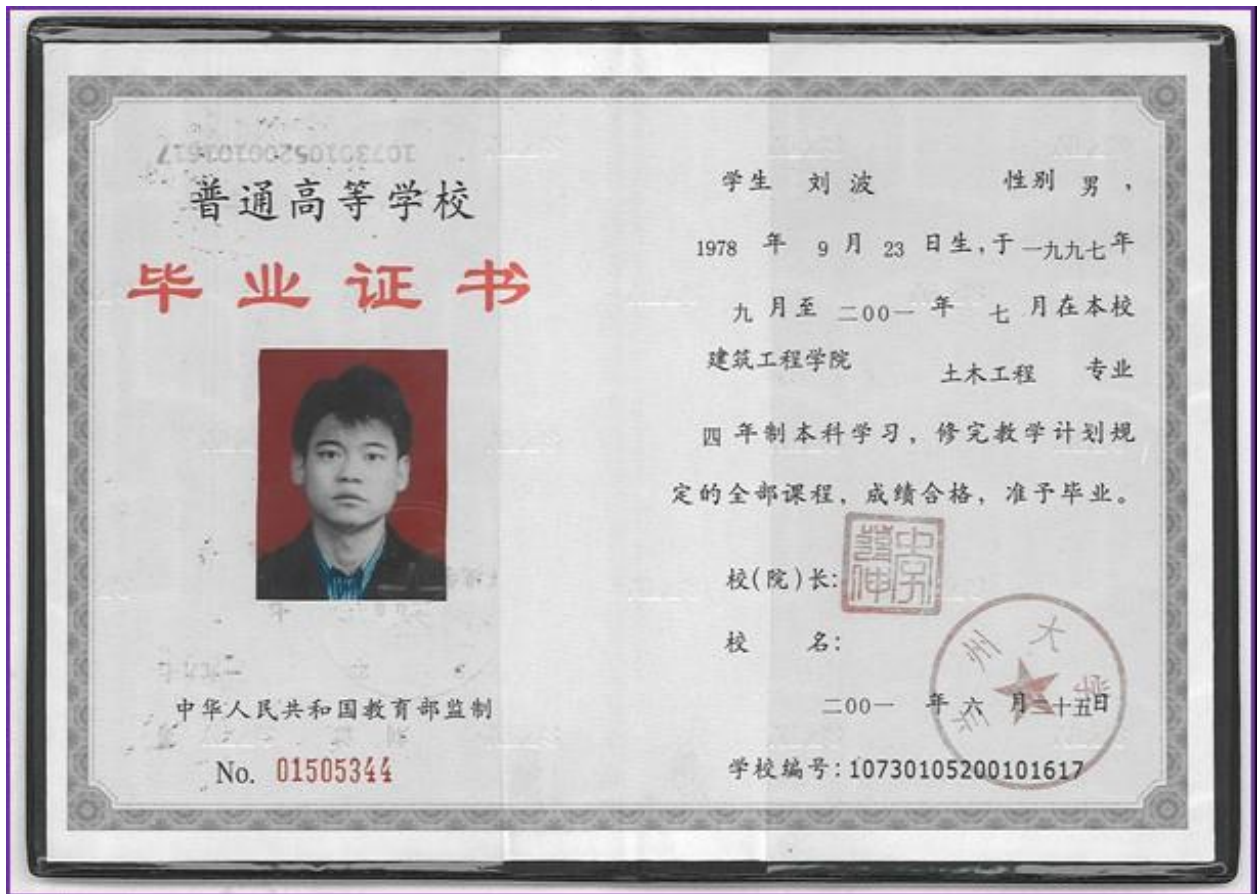 普通高等学校
毕业证书
中华人民共和国教育部监制
No. 01505344
学生 刘波 性别 男,
1978 年 9 月 23 日生,于一九九七年
九 月至 二00一 年 七 月在本校
建筑工程学院 土木工程 专业
四 年制本科学习, 修完教学计划规
定的全部课程, 成绩合格, 准予毕业。
校(院)长:
校 名:
兰州大学
二00一 年 六 月二十五日
学校编号:10730105200101617
10730105200101617